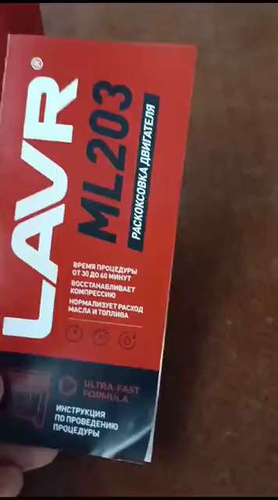 LAVR®
ML203
РАСКОКСОВКА ДВИГАТЕЛЯ
ВРЕМЯ ПРОЦЕДУРЫ
ОТ 30 ДО 60 МИНУТ
ВОССТАНАВЛИВАЕТ
КОМПРЕССИЮ
НОРМАЛИЗУЕТ РАСХОД
МАСЛА И ТОПЛИВА
ULTRA-FAST
FORMULA
ИНСТРУКЦИЯ
ПО ПРОВЕДЕНИЮ
ПРОЦЕДУРЫ